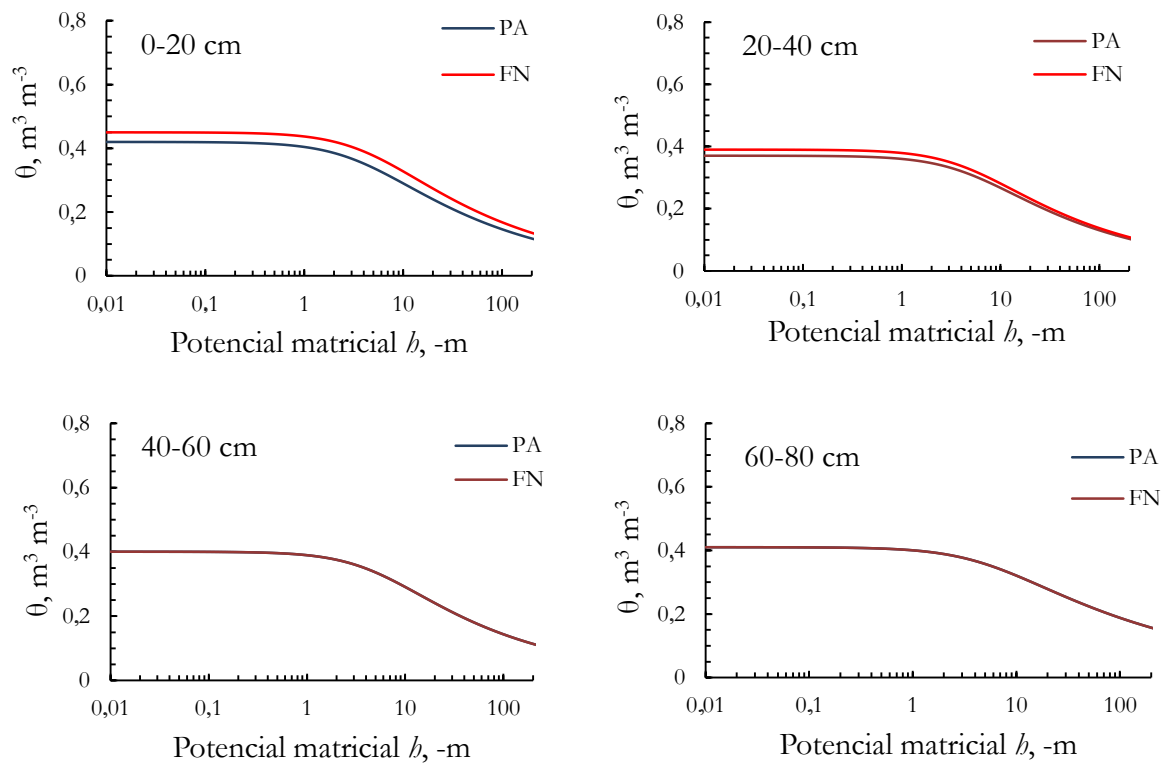 0-20 cm
PA
FN
θ, m³ m⁻³
0,8
0,6
0,4
0,2
0
0,01 0,1 1 10 100
Potencial matricial h, -m
20-40 cm
PA
FN
θ, m³ m⁻³
0,8
0,6
0,4
0,2
0
0,01 0,1 1 10 100
Potencial matricial h, -m
40-60 cm
PA
FN
θ, m³ m⁻³
0,8
0,6
0,4
0,2
0
0,01 0,1 1 10 100
Potencial matricial h, -m
60-80 cm
PA
FN
θ, m³ m⁻³
0,8
0,6
0,4
0,2
0
0,01 0,1 1 10 100
Potencial matricial h, -m